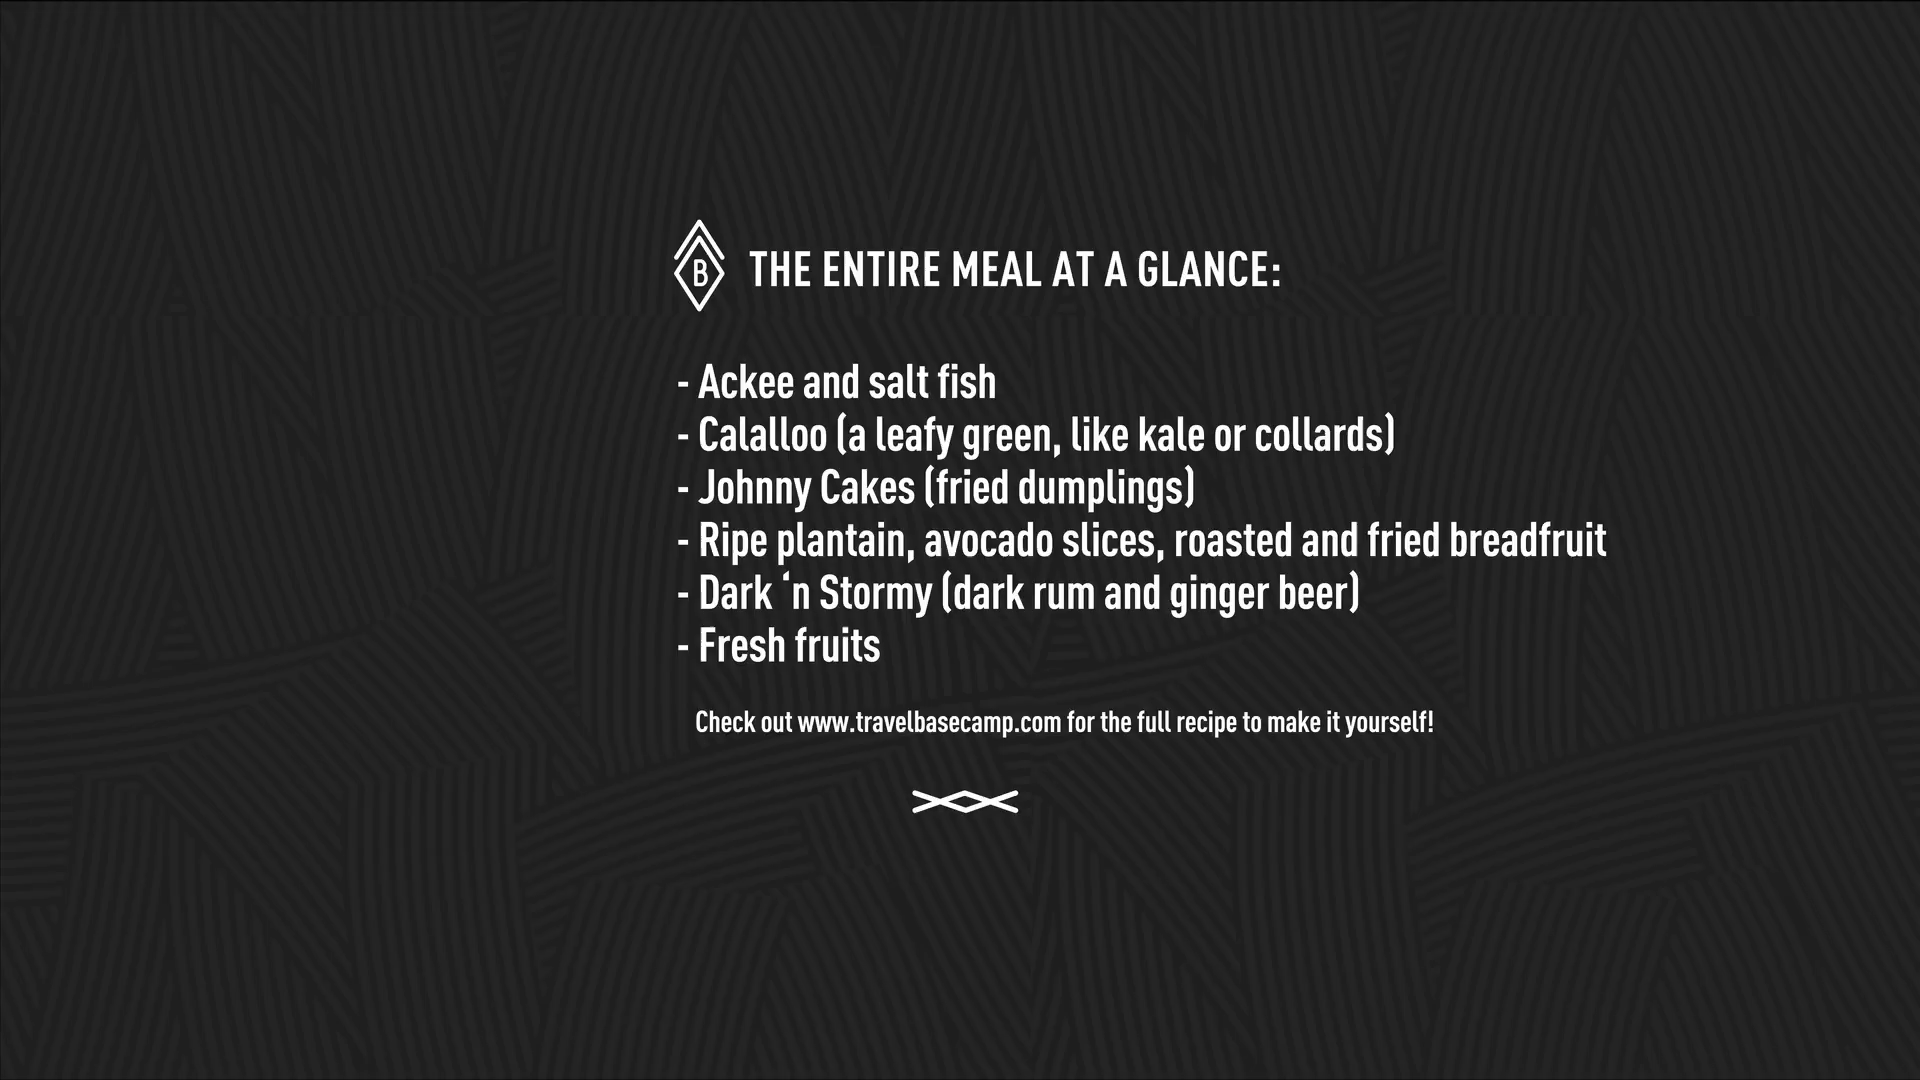 B
THE ENTIRE MEAL AT A GLANCE:
- Ackee and salt fish
- Calalloo (a leafy green, like kale or collards)
- Johnny Cakes (fried dumplings)
- Ripe plantain, avocado slices, roasted and fried breadfruit
- Dark ‘n Stormy (dark rum and ginger beer)
- Fresh fruits
Check out www.travelbasecamp.com for the full recipe to make it yourself!